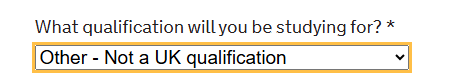 What qualification will you be studying for? *
Other - Not a UK qualification